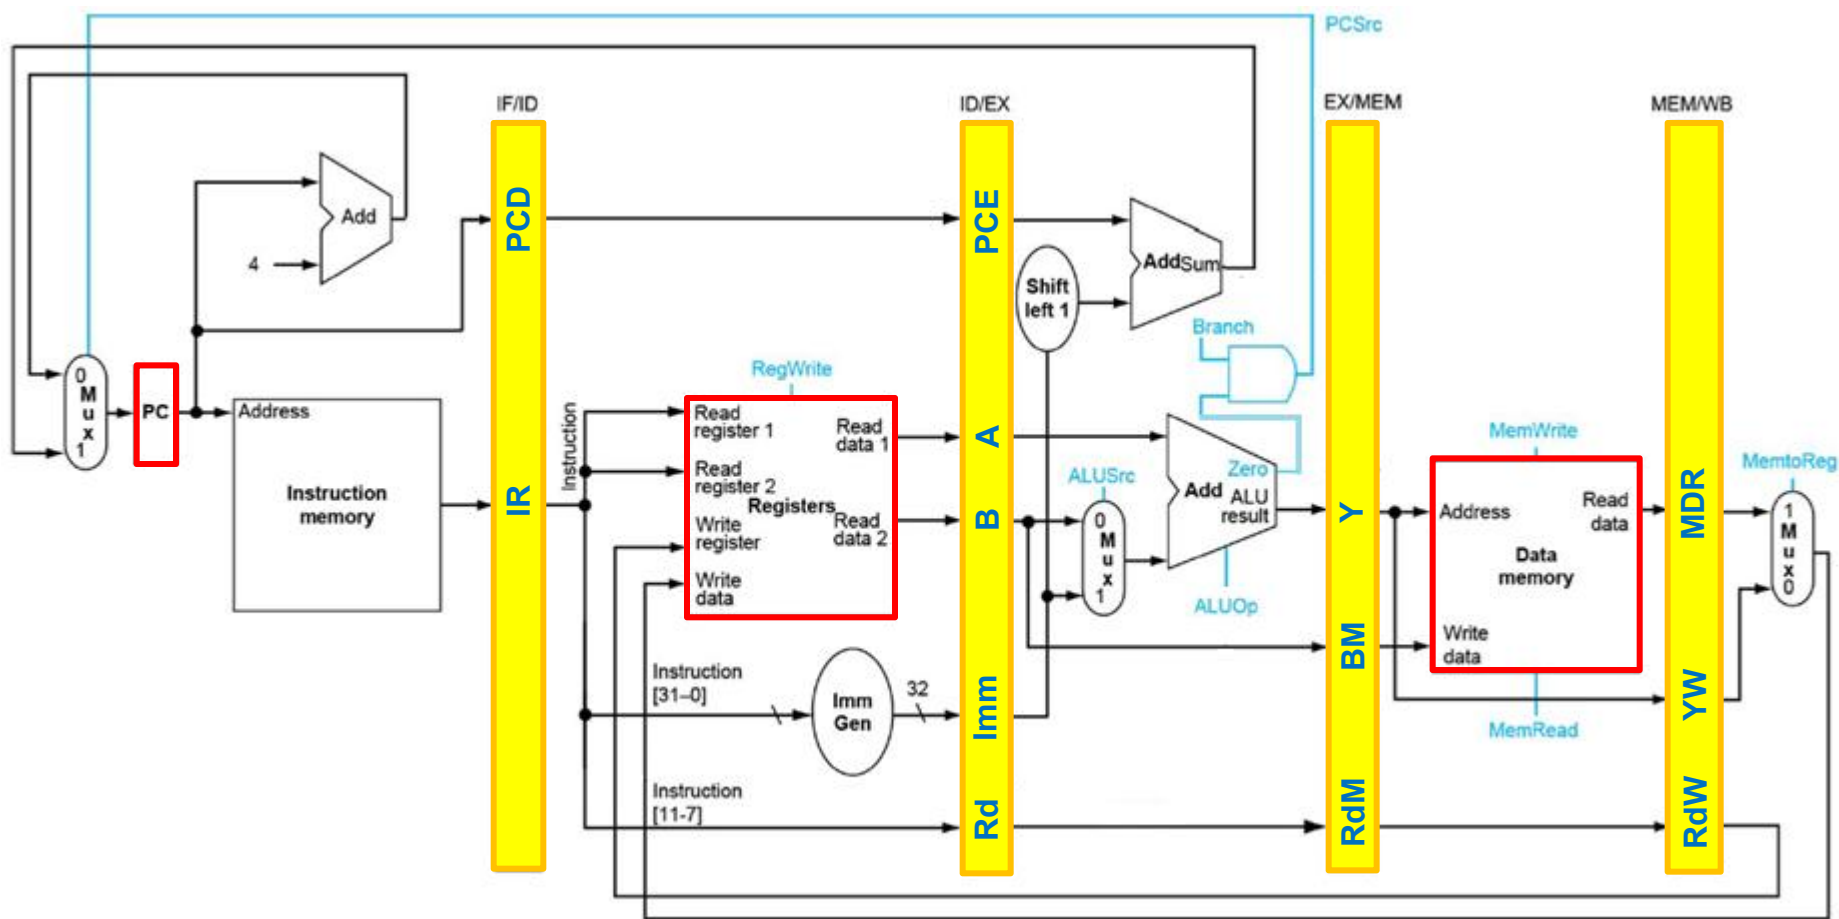 PCSrc
IF/ID
ID/EX
EX/MEM
MEM/WB
PCD
PCE
Add
4
AddSum
Shift
left 1
Branch
RegWrite
0
M
u
x
1
PC
Address
Instruction
memory
IR
Instruction
Read
register 1
Read
data 1
Read
register 2
Registers
Write
register
Read
data 2
Write
data
A
B
ALUSrc
0
M
u
x
1
Zero
Add
ALU
result
ALUOp
Y
BM
MemWrite
Address
Read
data
Data
memory
Write
data
MemRead
MDR
YW
MemtoReg
1
M
u
x
0
Instruction
[31–0]
Imm
Gen
32
Imm
Instruction
[11-7]
Rd
RdM
RdW